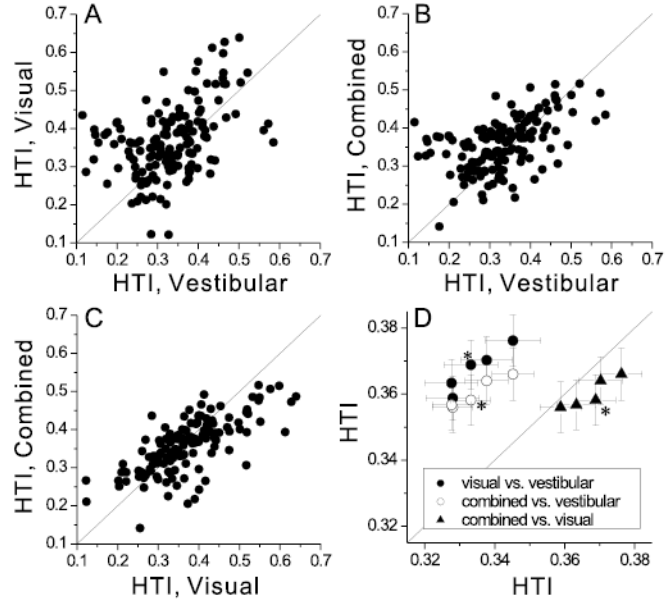 A
HTI, Visual
0.7
0.6
0.5
0.4
0.3
0.2
0.1
0.1 0.2 0.3 0.4 0.5 0.6 0.7
HTI, Vestibular
B
HTI, Combined
0.7
0.6
0.5
0.4
0.3
0.2
0.1
0.1 0.2 0.3 0.4 0.5 0.6 0.7
HTI, Vestibular
C
HTI, Combined
0.7
0.6
0.5
0.4
0.3
0.2
0.1
0.1 0.2 0.3 0.4 0.5 0.6 0.7
HTI, Visual
D
HTI
0.38
0.36
0.34
0.32
*
*
*
visual vs. vestibular
combined vs. vestibular
combined vs. visual
0.32 0.34 0.36 0.38
HTI